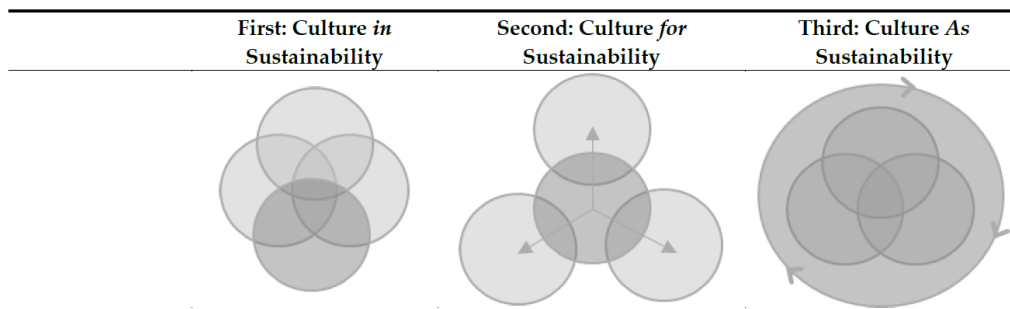 First: Culture in
Sustainability
Second: Culture for
Sustainability
Third: Culture As
Sustainability